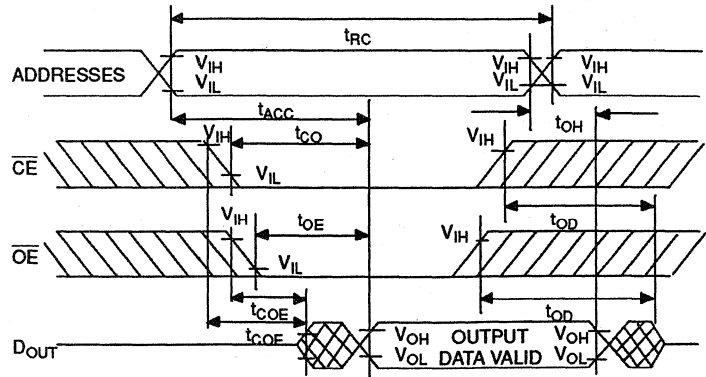 tRC
ADDRESSES
VIH
VIL
VIH
VIL
VIH
VIL
tACC
tOH
VIH
tCO
VIH
CE
VIL
tOD
VIH
tOE
VIH
OE
VIL
tCOE
tOD
tCOE
DOUT
VOH
VOL
OUTPUT
DATA VALID
VOH
VOL